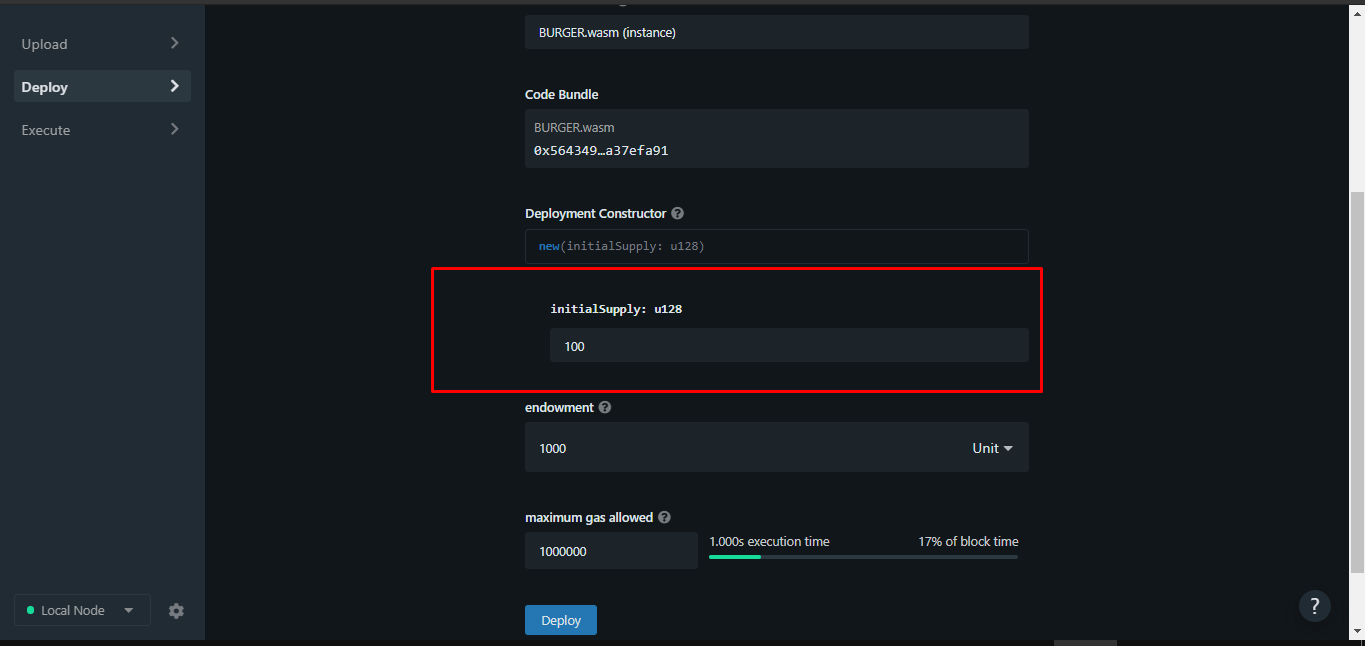 Upload
Deploy
Execute
Local Node
BURGER.wasm (instance)
Code Bundle
BURGER.wasm
0x564349…a37efa91
Deployment Constructor ?
new(initialSupply: u128)
initialSupply: u128
100
endowment ?
1000
Unit
maximum gas allowed ?
1000000
1.000s execution time
17% of block time
Deploy
?